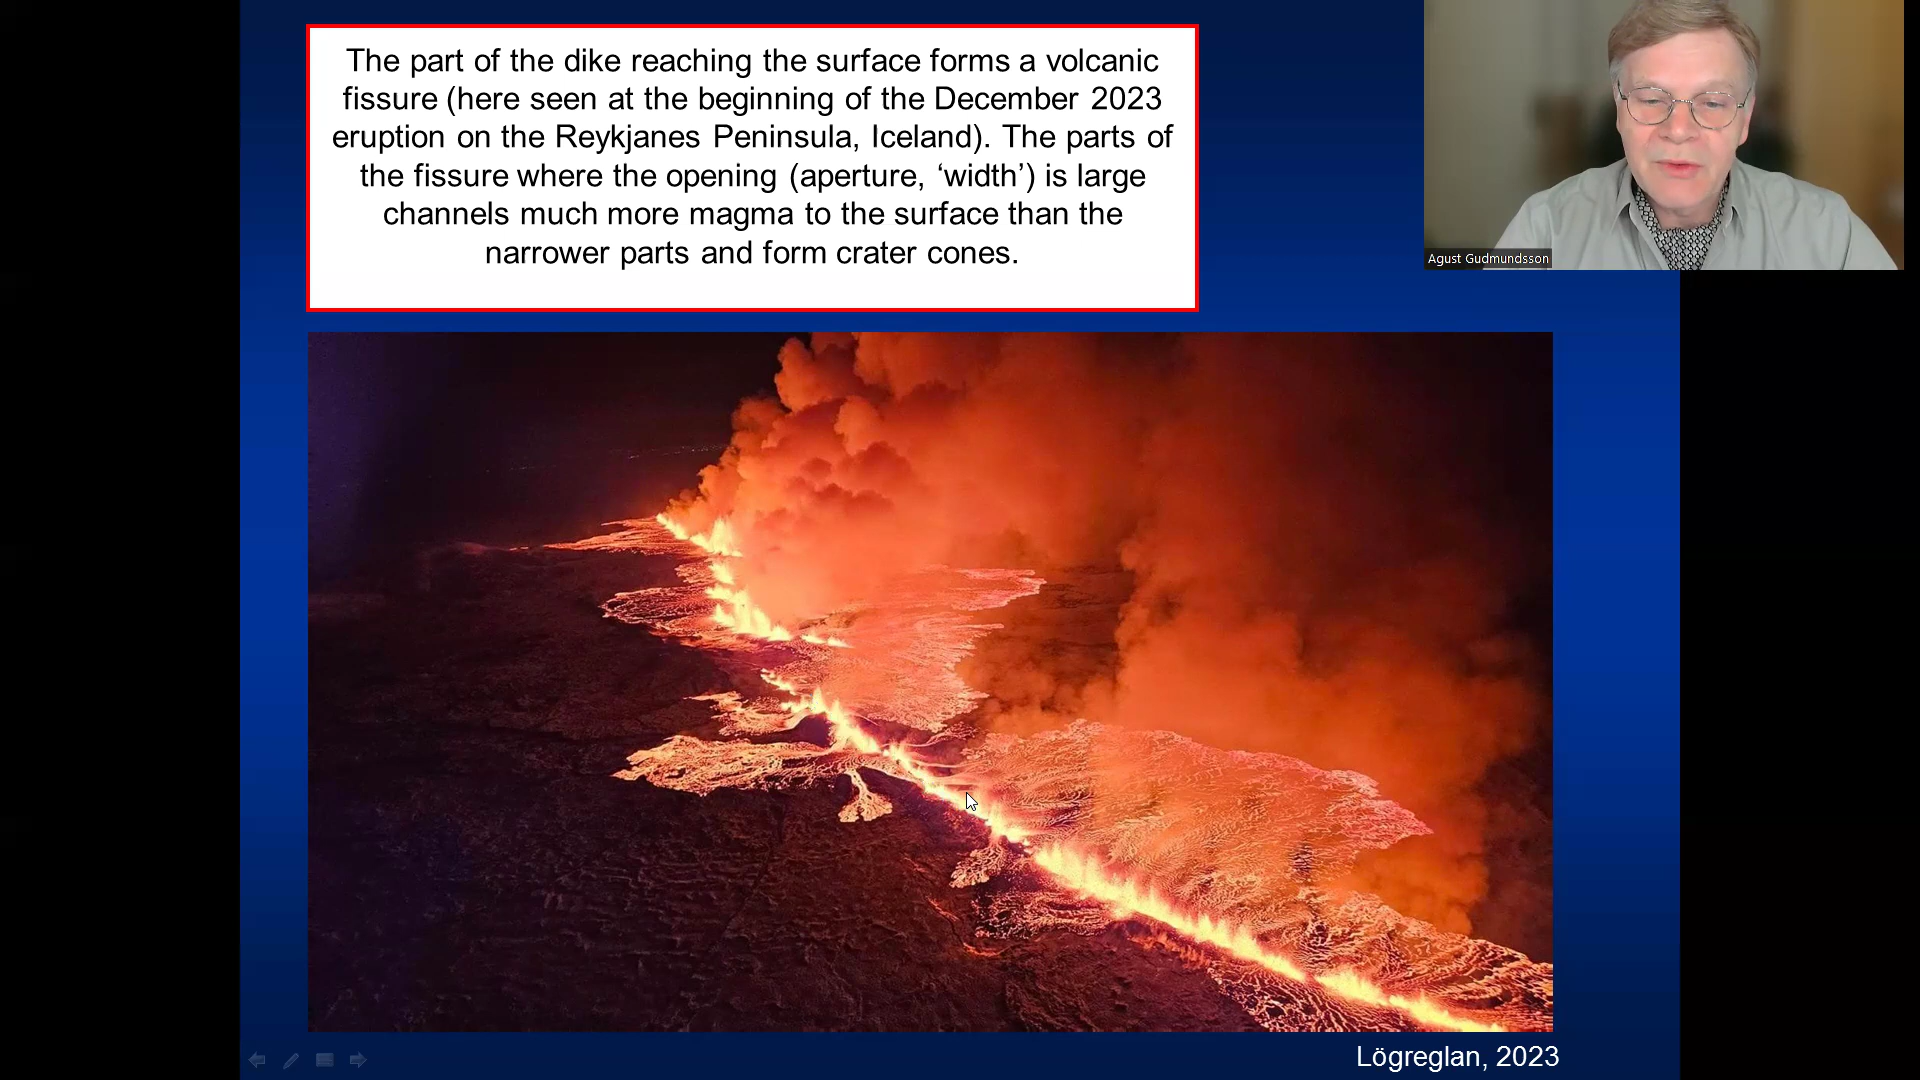 The part of the dike reaching the surface forms a volcanic
fissure (here seen at the beginning of the December 2023
eruption on the Reykjanes Peninsula, Iceland). The parts of
the fissure where the opening (aperture, ‘width’) is large
channels much more magma to the surface than the
narrower parts and form crater cones.
Agust Gudmundsson
Lögreglan, 2023